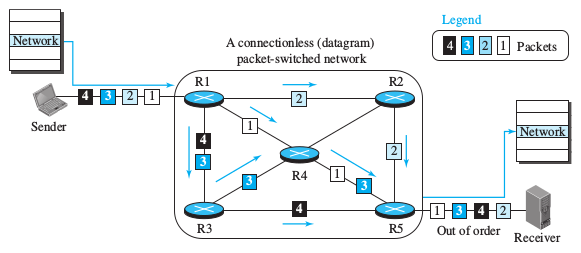 Legend
4 3 2 1 Packets
Network
A connectionless (datagram)
packet-switched network
R1
R2
4 3 2 1
2
Sender
1
4
3
2
Network
R4
3
1
3
4
1 3 4 2
R3
R5
Out of order
Receiver